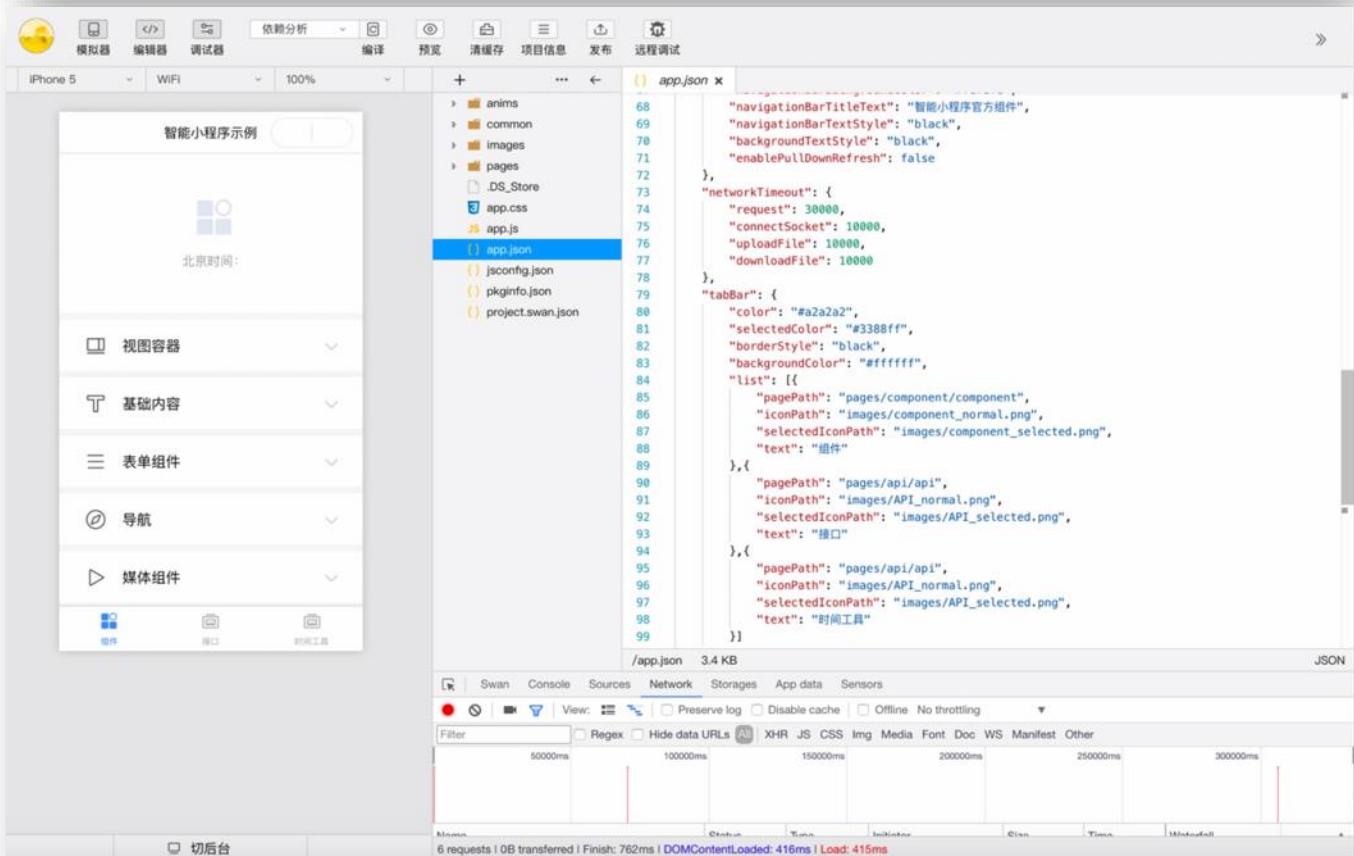 模拟器 编辑器 调试器 依赖分析 编译 预览 清缓存 项目信息 发布 远程调试
iPhone 5 WiFi 100%
智能小程序示例
北京时间:
视图容器
基础内容
表单组件
导航
媒体组件
组件 接口 时间工具
切后台
anims
common
images
pages
.DS_Store
app.css
JS app.js
app.json
jsconfig.json
pkginfo.json
project.swan.json
{ } app.json ×
68 "navigationBarTitleText": "智能小程序官方组件",
69 "navigationBarTextStyle": "black",
70 "backgroundTextStyle": "black",
71 "enablePullDownRefresh": false
72 },
73 "networkTimeout": {
74 "request": 30000,
75 "connectSocket": 10000,
76 "uploadFile": 10000,
77 "downloadFile": 10000
78 },
79 "tabBar": {
80 "color": "#a2a2a2",
81 "selectedColor": "#3388ff",
82 "borderStyle": "black",
83 "backgroundColor": "#ffffff",
84 "list": [{
85 "pagePath": "pages/component/component",
86 "iconPath": "images/component_normal.png",
87 "selectedIconPath": "images/component_selected.png",
88 "text": "组件"
89 },{
90 "pagePath": "pages/api/api",
91 "iconPath": "images/API_normal.png",
92 "selectedIconPath": "images/API_selected.png",
93 "text": "接口"
94 },{
95 "pagePath": "pages/api/api",
96 "iconPath": "images/API_normal.png",
97 "selectedIconPath": "images/API_selected.png",
98 "text": "时间工具"
99 }]
/app.json 3.4 KB JSON
Swan Console Sources Network Storages App data Sensors
View: Preserve log Disable cache Offline No throttling
Filter Regex Hide data URLs All XHR JS CSS Img Media Font Doc WS Manifest Other
50000ms 100000ms 150000ms 200000ms 250000ms 300000ms
Name Status Type Initiator Size Time Waterfall
6 requests | 0B transferred | Finish: 762ms | DOMContentLoaded: 416ms | Load: 415ms